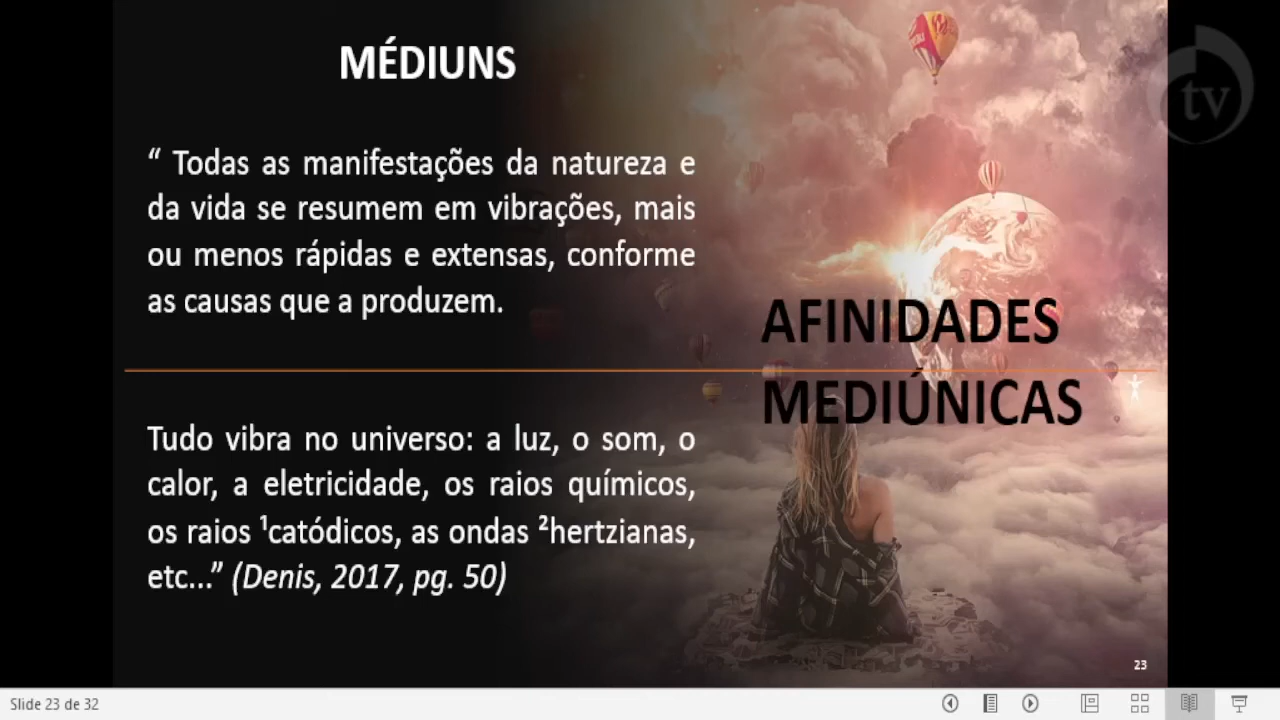 MÉDIUNS
“ Todas as manifestações da natureza e
da vida se resumem em vibrações, mais
ou menos rápidas e extensas, conforme
as causas que a produzem.
Tudo vibra no universo: a luz, o som, o
calor, a eletricidade, os raios químicos,
os raios ¹catódicos, as ondas ²hertzianas,
etc...” (Denis, 2017, pg. 50)
AFINIDADES
MEDIÚNICAS
tv
23
Slide 23 de 32